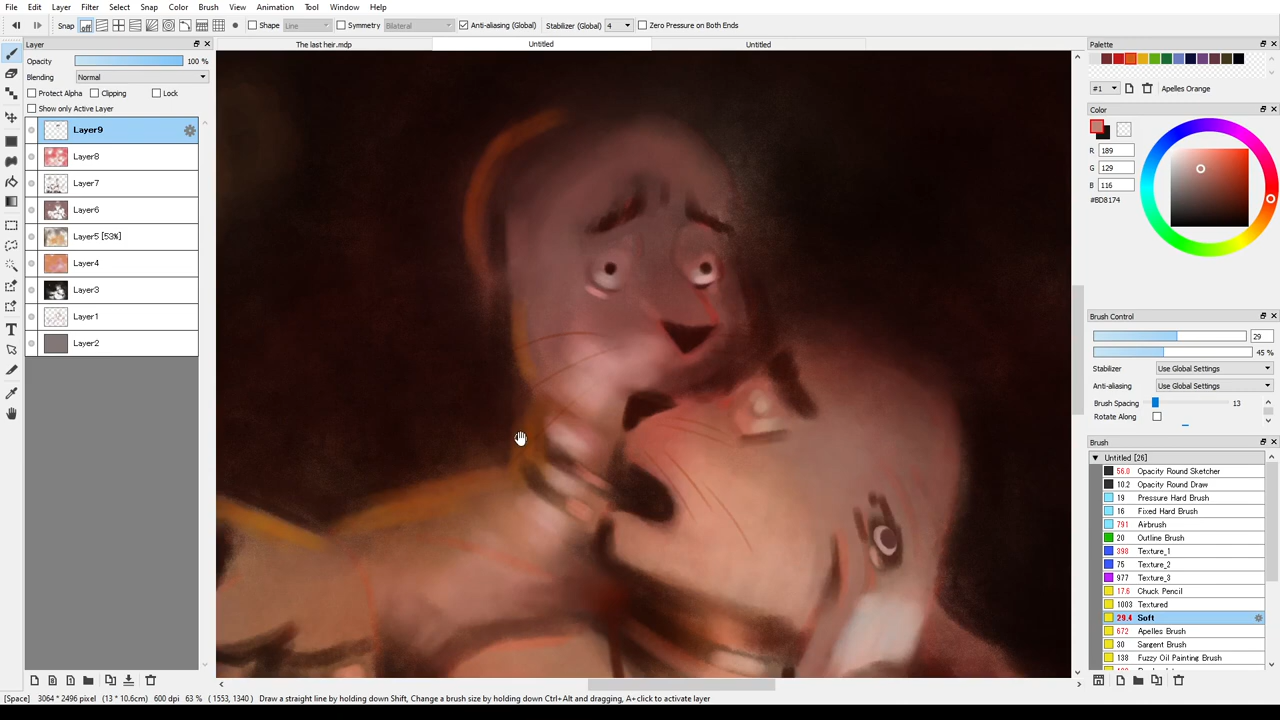 File Edit Layer Filter Select Snap Color Brush Snap View Tool Window Help
Snap off Shape Line Symmetry Bilateral Anti-aliasing (Global) Stabilizer (Global) 4 Zero Pressure on Both Ends
Layer
The last heir.mdp Untitled Untitled
Opacity 100 %
Blending Normal
Protect Alpha Clipping Lock
Show only Active Layer
Layer9
Layer8
Layer7
Layer6
Layer5 [53%]
Layer4
Layer3
Layer1
Layer2
Palette
#1 Apelles Orange
Color
R 189
G 129
B 116
#BD8174
Brush Control
29
45 %
Stabilizer Use Global Settings
Anti-aliasing Use Global Settings
Brush Spacing 13
Rotate Along
Brush
Untitled [26]
56.0 Opacity Round Sketcher
10.2 Opacity Round Draw
19 Pressure Hard Brush
16 Fixed Hard Brush
791 Airbrush
20 Outline Brush
398 Texture_1
75 Texture_2
977 Texture_3
17.6 Chuck Pencil
1003 Textured
29.4 Soft
672 Apelles Brush
30 Sargent Brush
138 Fuzzy Oil Painting Brush
[Space] 3064 * 2496 pixel (13 * 10.6cm) 600 dpi 63 % ( 1553, 1340 ) Draw a straight line by holding down Shift, Change a brush size by holding down Ctrl+Alt and dragging, A+click to activate layer